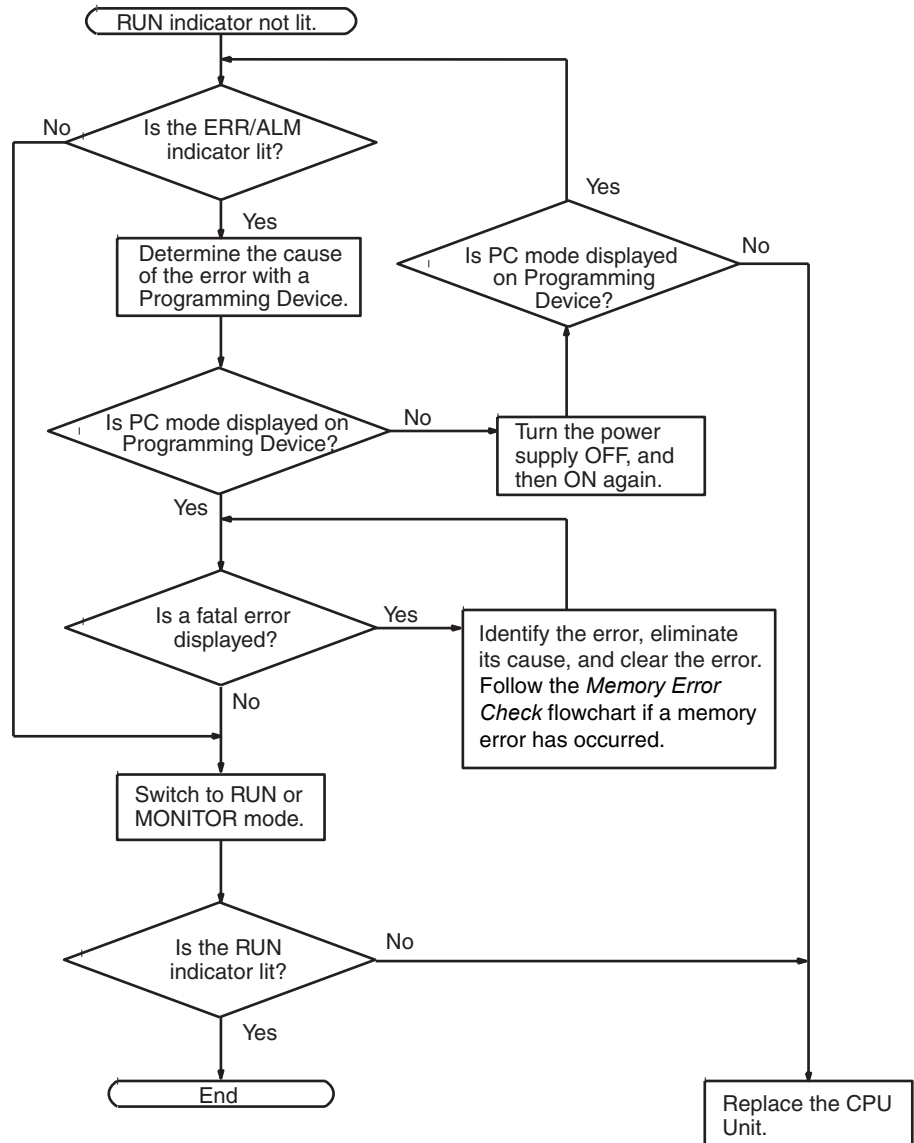 RUN indicator not lit.
Is the ERR/ALM
indicator lit?
No
Yes
Determine the cause
of the error with a
Programming Device.
Is PC mode displayed on
Programming Device?
No
Yes
Turn the power
supply OFF, and
then ON again.
Is PC mode displayed
on Programming
Device?
Yes
No
Is a fatal error
displayed?
Yes
No
Identify the error, eliminate
its cause, and clear the error.
Follow the Memory Error
Check flowchart if a memory
error has occurred.
Switch to RUN or
MONITOR mode.
Is the RUN
indicator lit?
No
Yes
End
Replace the CPU
Unit.